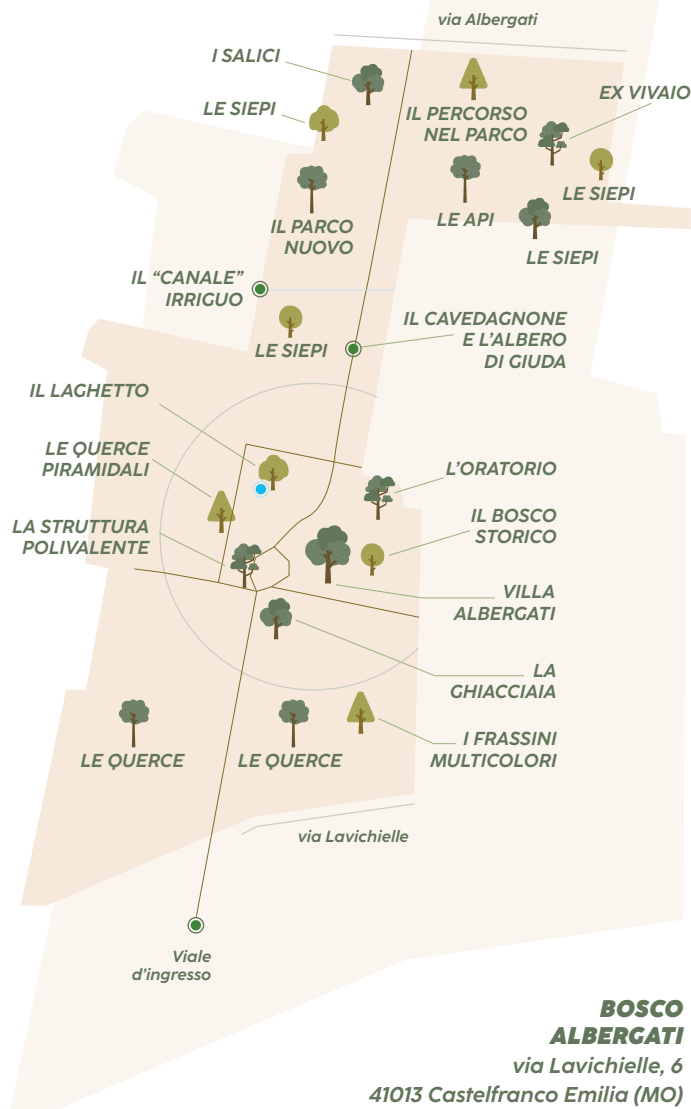 via Albergati
I SALICI
EX VIVAIO
LE SIEPI
IL PERCORSO
NEL PARCO
LE SIEPI
LE API
IL PARCO
NUOVO
LE SIEPI
IL “CANALE”
IRRIGUO
IL CAVEDAGNONE
E L’ALBERO
DI GIUDA
LE SIEPI
IL LAGHETTO
LE QUERCE
PIRAMIDALI
L’ORATORIO
LA STRUTTURA
POLIVALENTE
IL BOSCO
STORICO
VILLA
ALBERGATI
LA
GHIACCIAIA
I FRASSINI
MULTICOLORI
LE QUERCE
LE QUERCE
via Lavichielle
Viale
d’ingresso
BOSCO
ALBERGATI
via Lavichielle, 6
41013 Castelfranco Emilia (MO)